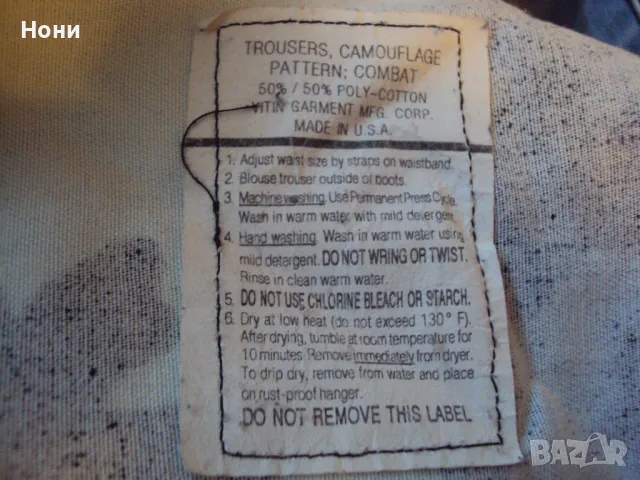 Нони
TROUSERS, CAMOUFLAGE
PATTERN; COMBAT
50% / 50% POLY-COTTON
VITIN GARMENT MFG. CORP.
MADE IN U.S.A.
1. Adjust waist size by straps on waistband.
2. Blouse trouser outside of boots.
3. Machine washing. Use Permanent Press Cycle.
Wash in warm water with mild detergent.
4. Hand washing. Wash in warm water using
mild detergent. DO NOT WRING OR TWIST.
Rinse in clean warm water.
5. DO NOT USE CHLORINE BLEACH OR STARCH.
6. Dry at low heat (do not exceed 130° F).
After drying, tumble at room temperature for
10 minutes. Remove immediately from dryer.
To drip dry, remove from water and place
on rust-proof hanger.
DO NOT REMOVE THIS LABEL
BAZAR